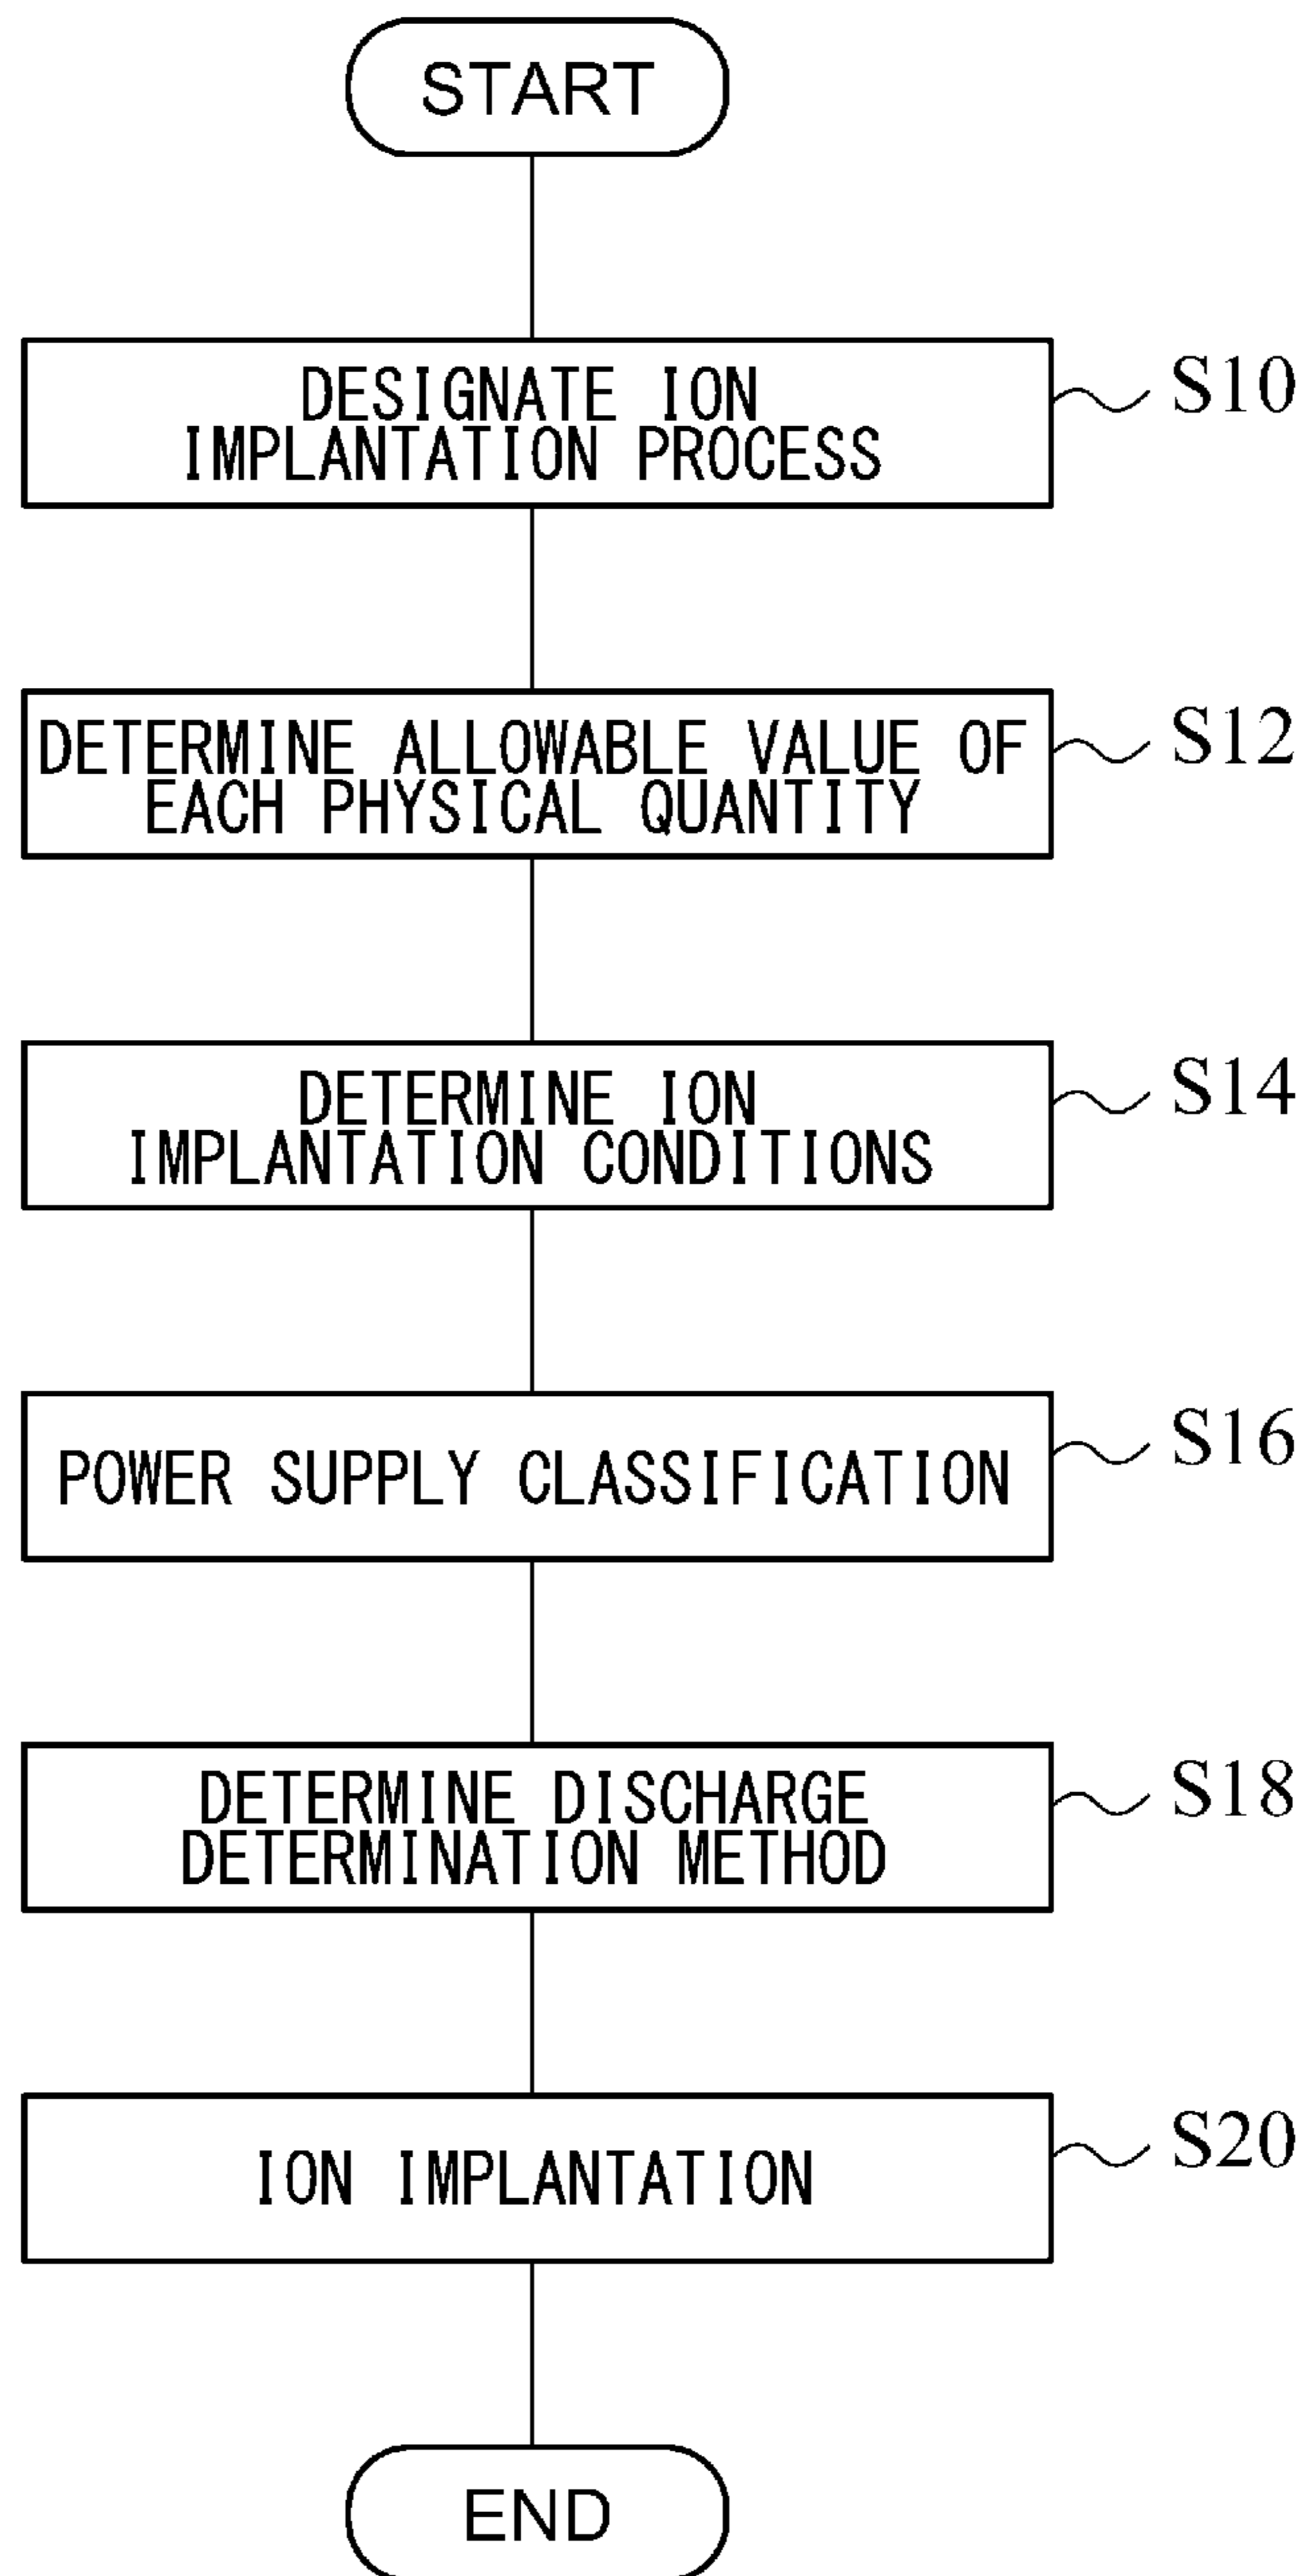 START
DESIGNATE ION
IMPLANTATION PROCESS
S10
DETERMINE ALLOWABLE VALUE OF
EACH PHYSICAL QUANTITY
S12
DETERMINE ION
IMPLANTATION CONDITIONS
S14
POWER SUPPLY CLASSIFICATION
S16
DETERMINE DISCHARGE
DETERMINATION METHOD
S18
ION IMPLANTATION
S20
END